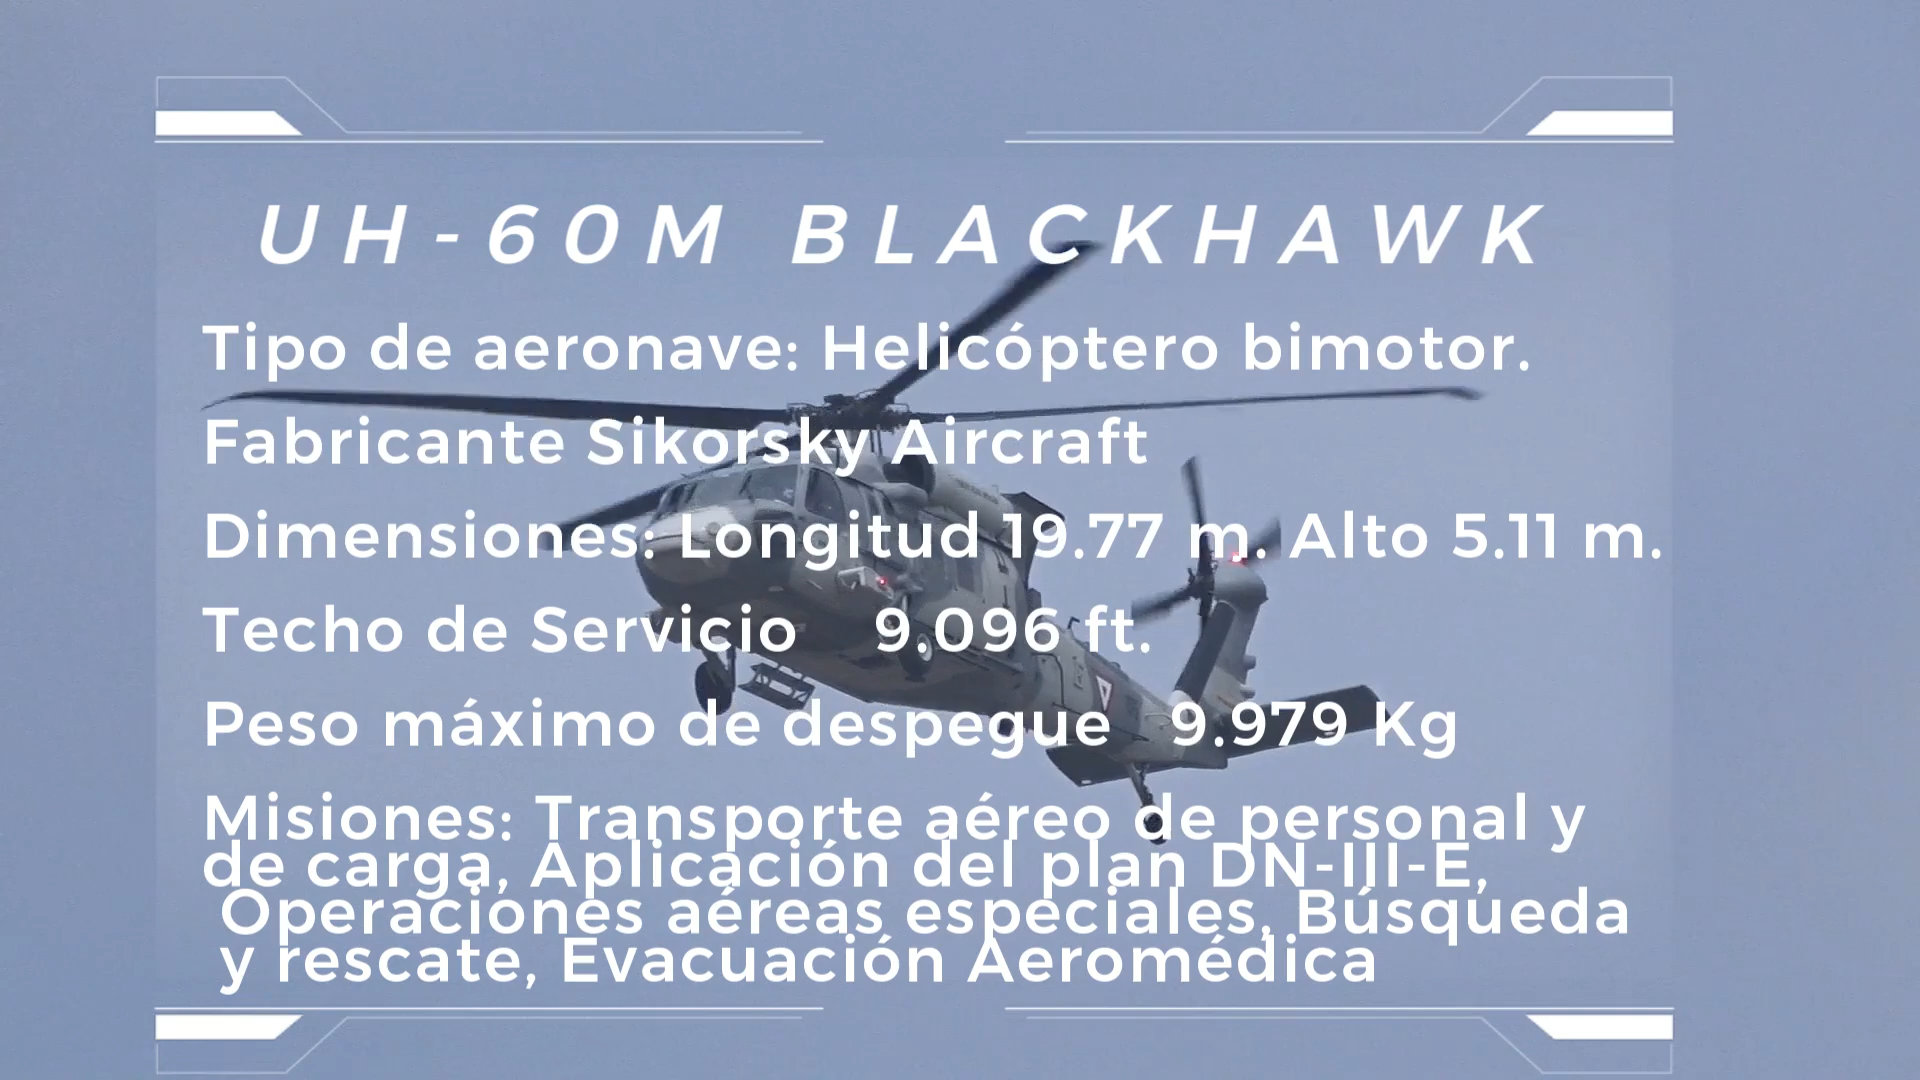 UH-60M BLACKHAWK
Tipo de aeronave: Helicóptero bimotor.
Fabricante Sikorsky Aircraft
Dimensiones: Longitud 19.77 m. Alto 5.11 m.
Techo de Servicio 9.096 ft.
Peso máximo de despegue 9.979 Kg
Misiones: Transporte aéreo de personal y
de carga, Aplicación del plan DN-III-E,
Operaciones aéreas especiales, Búsqueda
y rescate, Evacuación Aeromédica